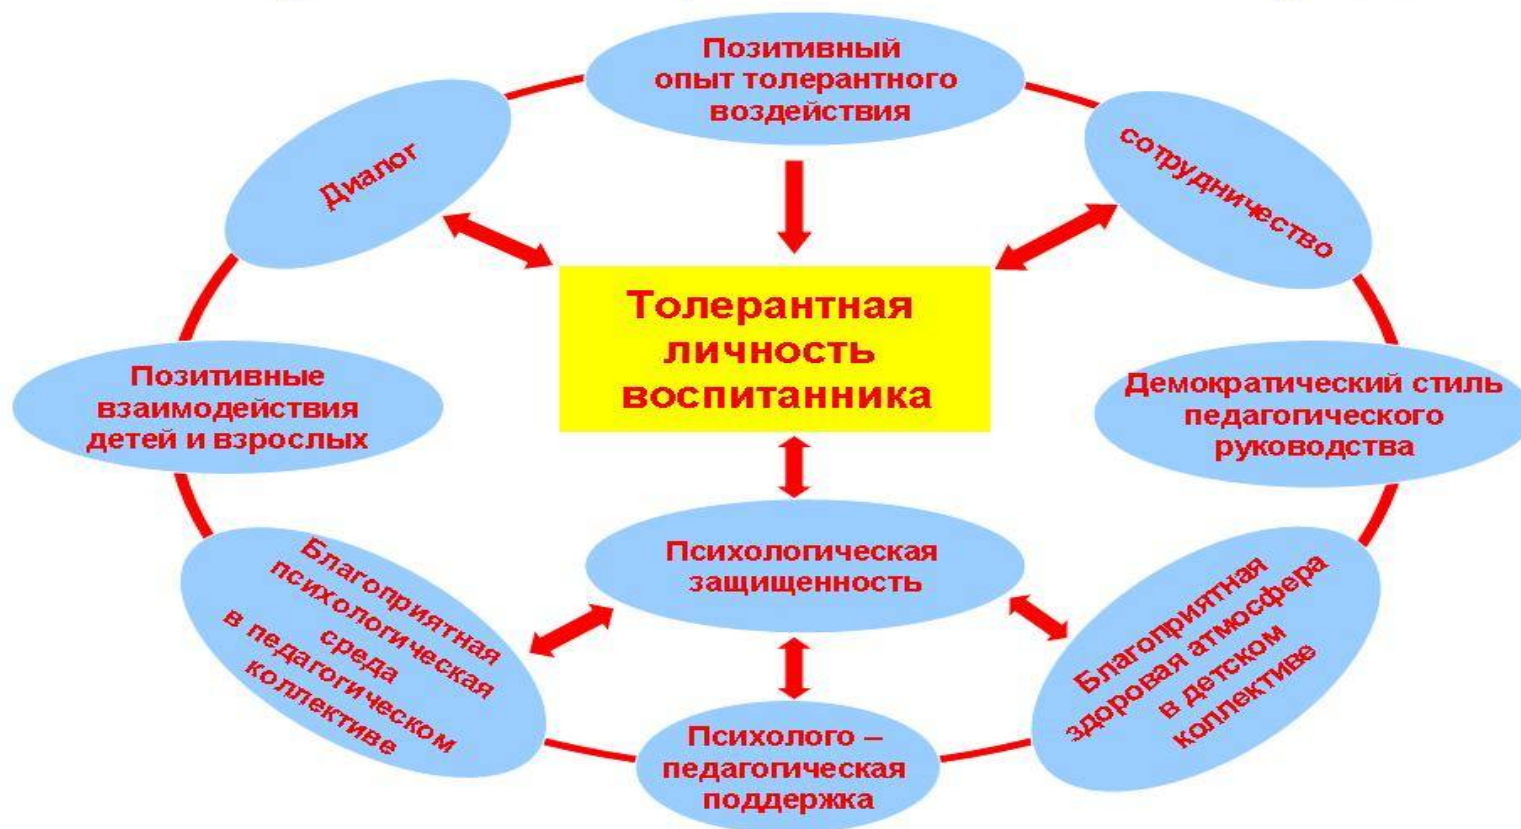 Позитивный
опыт толерантного
воздействия
Диалог
сотрудничество
Толерантная
личность
воспитанника
Позитивные
взаимодействия
детей и взрослых
Демократический стиль
педагогического
руководства
Психологическая
защищенность
Благоприятная
психологическая
среда
в педагогическом
коллективе
Благоприятная
здоровая атмосфера
в детском
коллективе
Психолого –
педагогическая
поддержка